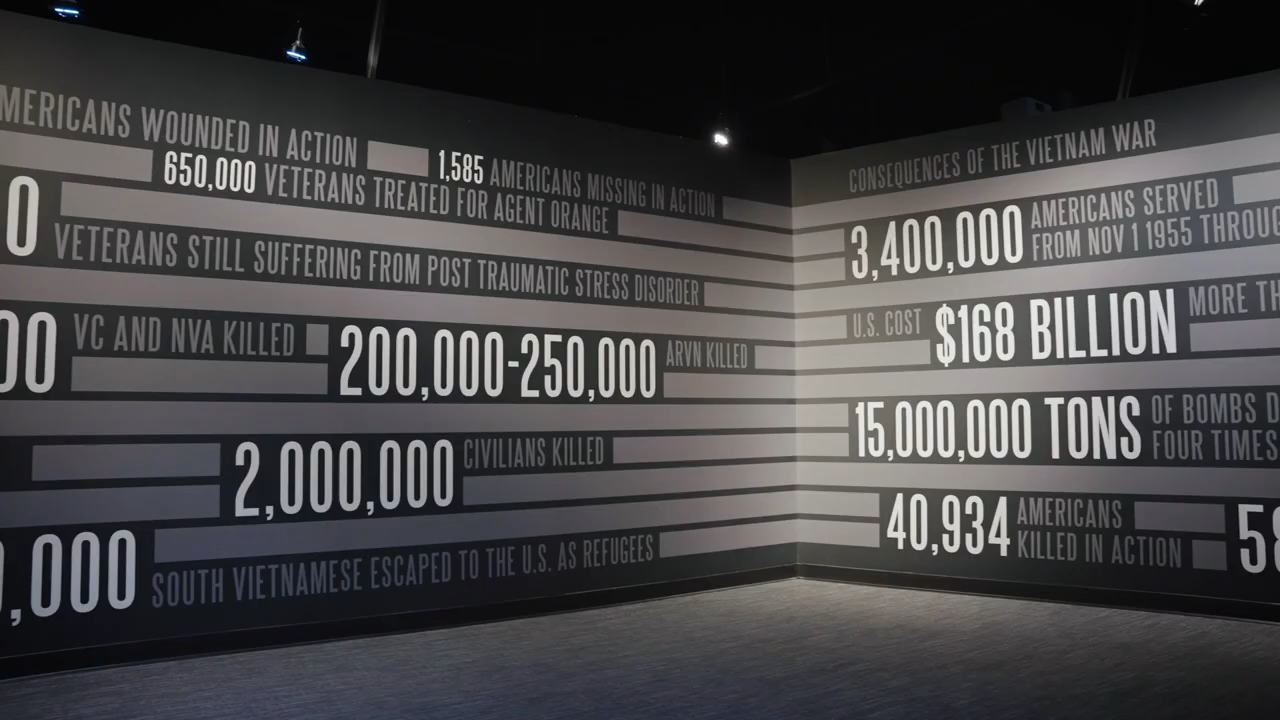 AMERICANS WOUNDED IN ACTION
1,585 AMERICANS MISSING IN ACTION
650,000 VETERANS TREATED FOR AGENT ORANGE
VETERANS STILL SUFFERING FROM POST TRAUMATIC STRESS DISORDER
VC AND NVA KILLED
200,000-250,000 ARVN KILLED
2,000,000 CIVILIANS KILLED
,000 SOUTH VIETNAMESE ESCAPED TO THE U.S. AS REFUGEES
CONSEQUENCES OF THE VIETNAM WAR
3,400,000 AMERICANS SERVED
FROM NOV 1 1955
U.S. COST $168 BILLION MORE
15,000,000 TONS OF BOMBS
FOUR TIMES
40,934 AMERICANS
KILLED IN ACTION